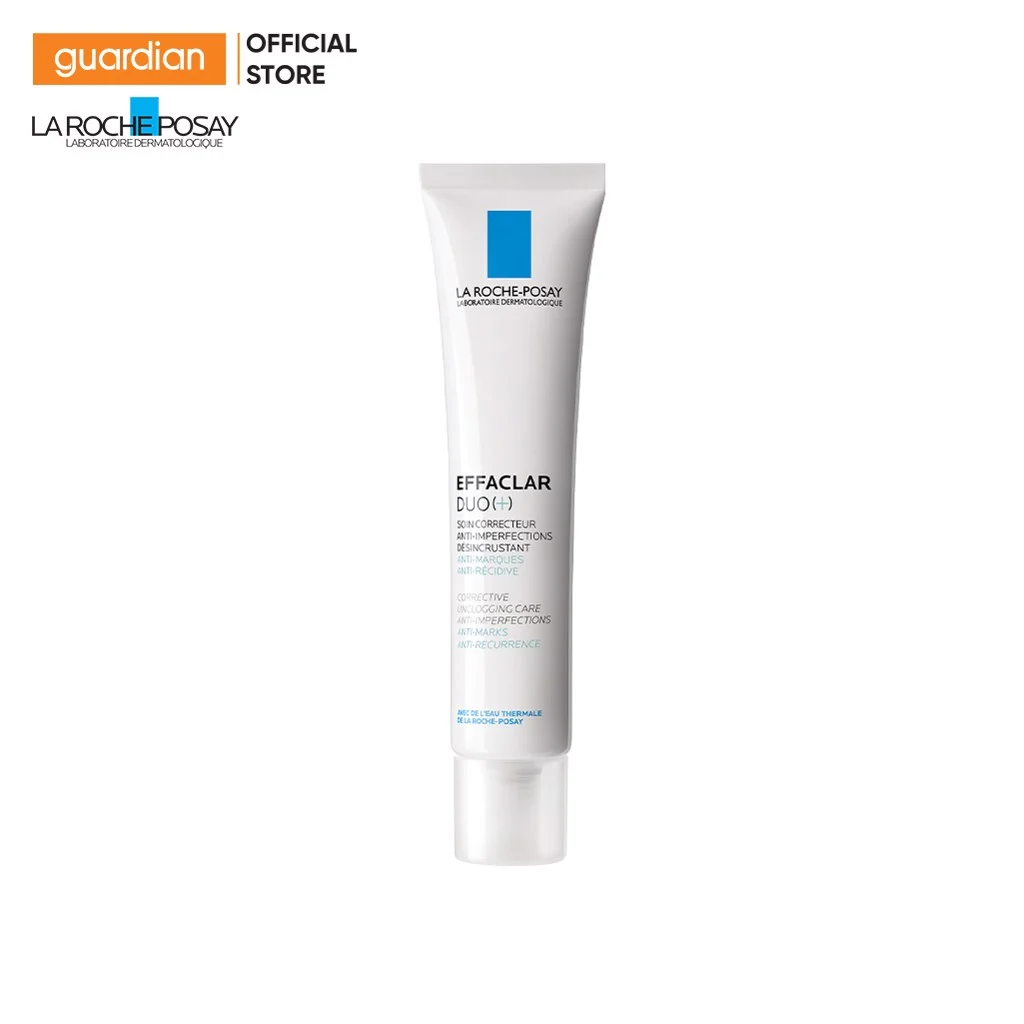 guardian
OFFICIAL
STORE
LA ROCHE POSAY
LABORATOIRE DERMATOLOGIQUE
LA ROCHE-POSAY
LABORATOIRE DERMATOLOGIQUE
EFFACLAR
DUO(+)
SOIN CORRECTEUR
ANTI-IMPERFECTIONS
DÉSINCRUSTANT
ANTI-MARQUES
ANTI-RÉCIDIVE
CORRECTIVE
UNCLOGGING CARE
ANTI-IMPERFECTIONS
ANTI-MARKS
ANTI-RECURRENCE
AVEC DE L'EAU THERMALE
DE LA ROCHE-POSAY